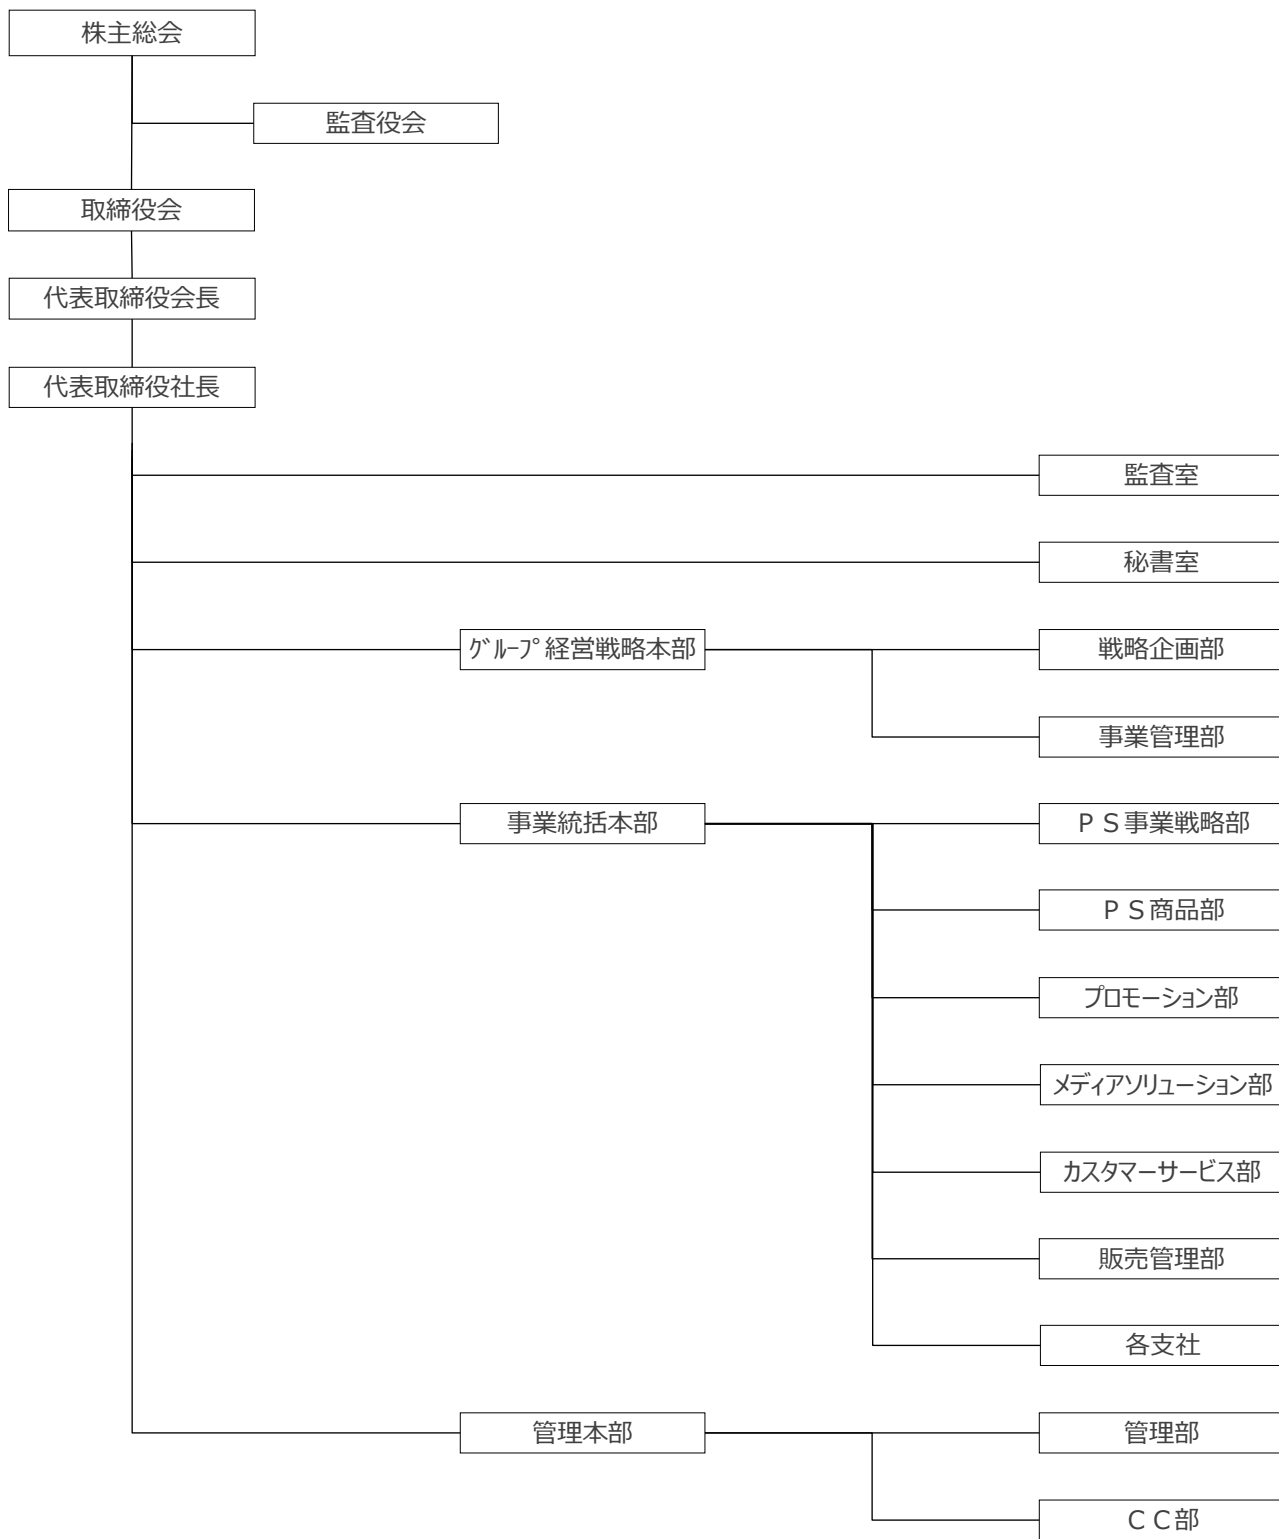 株主総会
監査役会
取締役会
代表取締役会長
代表取締役社長
監査室
秘書室
ｸﾞﾙｰﾌﾟ経営戦略本部
戦略企画部
事業管理部
事業統括本部
ＰＳ事業戦略部
ＰＳ商品部
プロモーション部
メディアソリューション部
カスタマーサービス部
販売管理部
各支社
管理本部
管理部
ＣＣ部